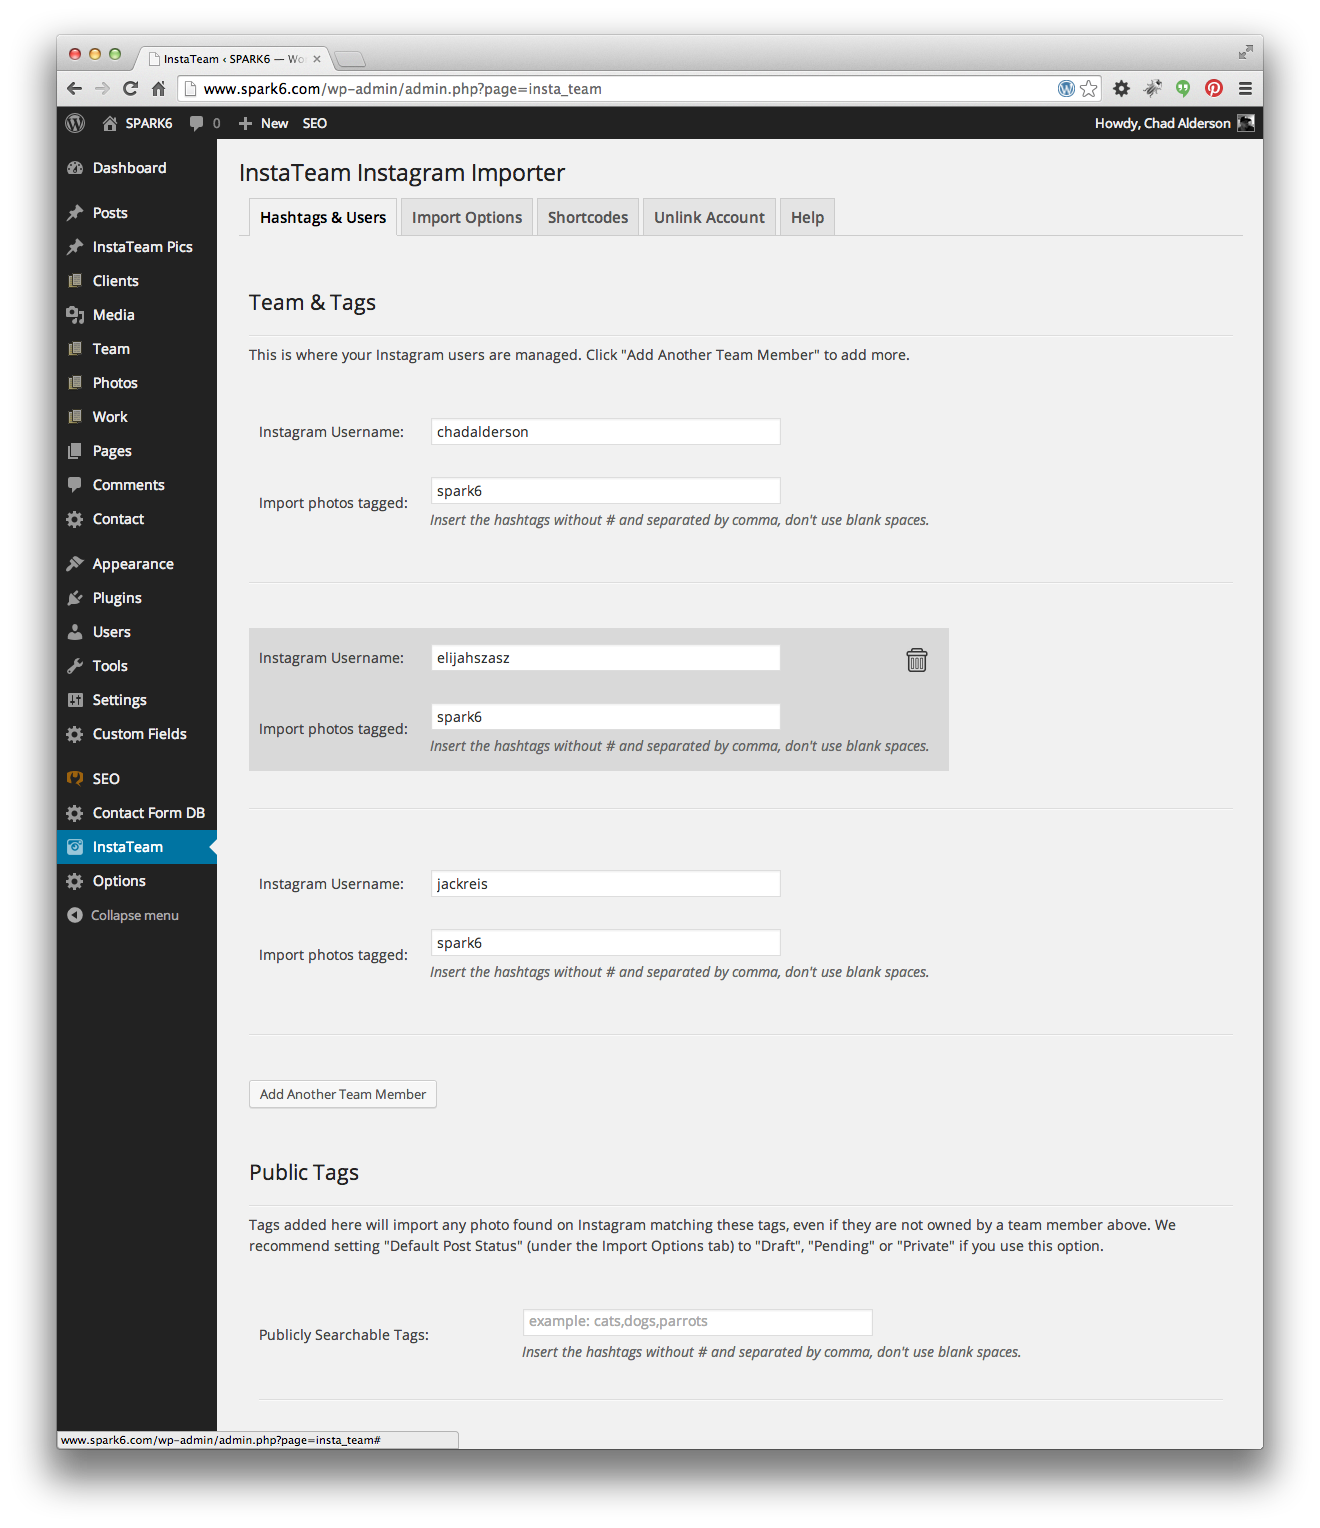 InstaTeam ‹ SPARK6 — Wo
www.spark6.com/wp-admin/admin.php?page=insta_team
SPARK6 0 New SEO Howdy, Chad Alderson
Dashboard
Posts
InstaTeam Pics
Clients
Media
Team
Photos
Work
Pages
Comments
Contact
Appearance
Plugins
Users
Tools
Settings
Custom Fields
SEO
Contact Form DB
InstaTeam
Options
Collapse menu
InstaTeam Instagram Importer
Hashtags & Users Import Options Shortcodes Unlink Account Help
Team & Tags
This is where your Instagram users are managed. Click "Add Another Team Member" to add more.
Instagram Username: chadalderson
Import photos tagged: spark6
Insert the hashtags without # and separated by comma, don't use blank spaces.
Instagram Username: elijahszasz
Import photos tagged: spark6
Insert the hashtags without # and separated by comma, don't use blank spaces.
Instagram Username: jackreis
Import photos tagged: spark6
Insert the hashtags without # and separated by comma, don't use blank spaces.
Add Another Team Member
Public Tags
Tags added here will import any photo found on Instagram matching these tags, even if they are not owned by a team member above. We
recommend setting "Default Post Status" (under the Import Options tab) to "Draft", "Pending" or "Private" if you use this option.
Publicly Searchable Tags: example: cats,dogs,parrots
Insert the hashtags without # and separated by comma, don't use blank spaces.
www.spark6.com/wp-admin/admin.php?page=insta_team#